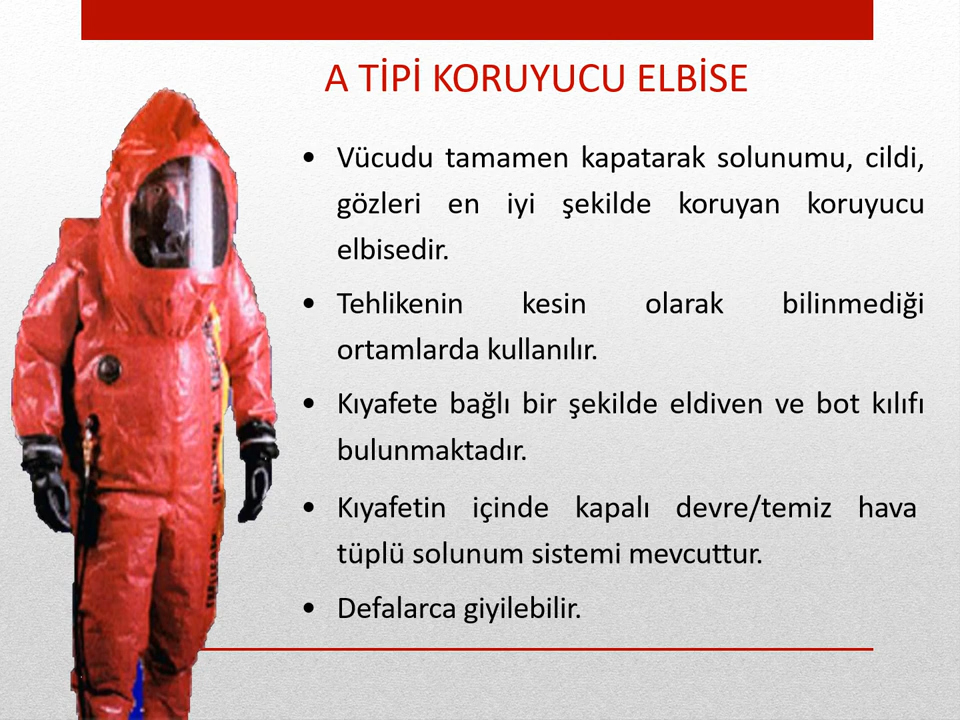 A TİPİ KORUYUCU ELBİSE
• Vücudu tamamen kapatarak solunumu, cildi,
gözleri en iyi şekilde koruyan koruyucu
elbisedir.
• Tehlikenin kesin olarak bilinmediği
ortamlarda kullanılır.
• Kıyafete bağlı bir şekilde eldiven ve bot kılıfı
bulunmaktadır.
• Kıyafetin içinde kapalı devre/temiz hava
tüplü solunum sistemi mevcuttur.
• Defalarca giyilebilir.